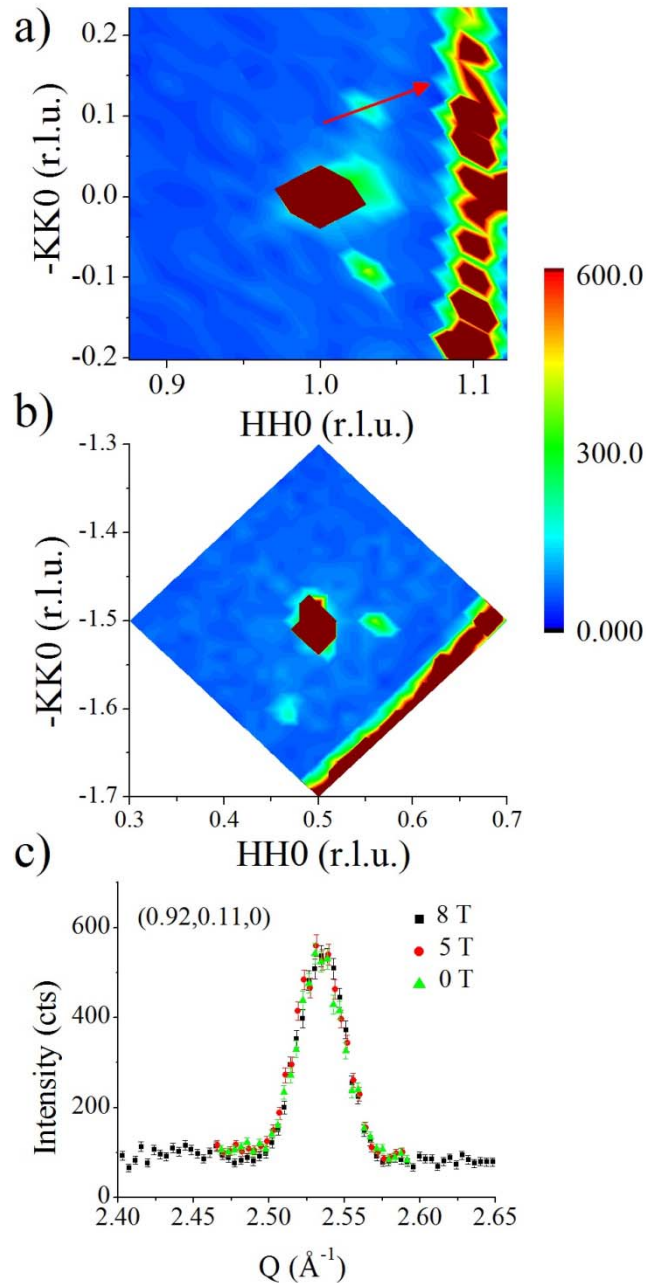 a)
0.2
0.1
0.0
-0.1
-0.2
-KK0 (r.l.u.)
0.9
1.0
1.1
HH0 (r.l.u.)
600.0
300.0
0.000
b)
-1.3
-1.4
-1.5
-1.6
-1.7
-KK0 (r.l.u.)
0.3
0.4
0.5
0.6
0.7
HH0 (r.l.u.)
c)
(0.92,0.11,0)
8 T
5 T
0 T
600
400
200
0
Intensity (cts)
2.40
2.45
2.50
2.55
2.60
2.65
Q (Å⁻¹)